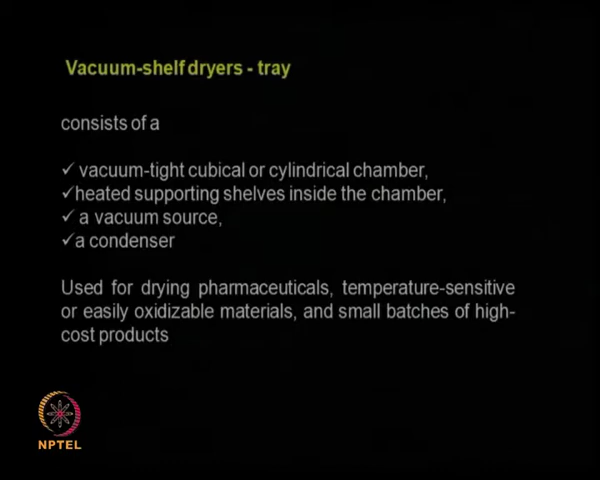 Vacuum-shelf dryers - tray
consists of a
✓ vacuum-tight cubical or cylindrical chamber,
✓heated supporting shelves inside the chamber,
✓ a vacuum source,
✓a condenser
Used for drying pharmaceuticals, temperature-sensitive
or easily oxidizable materials, and small batches of high-
cost products
NPTEL